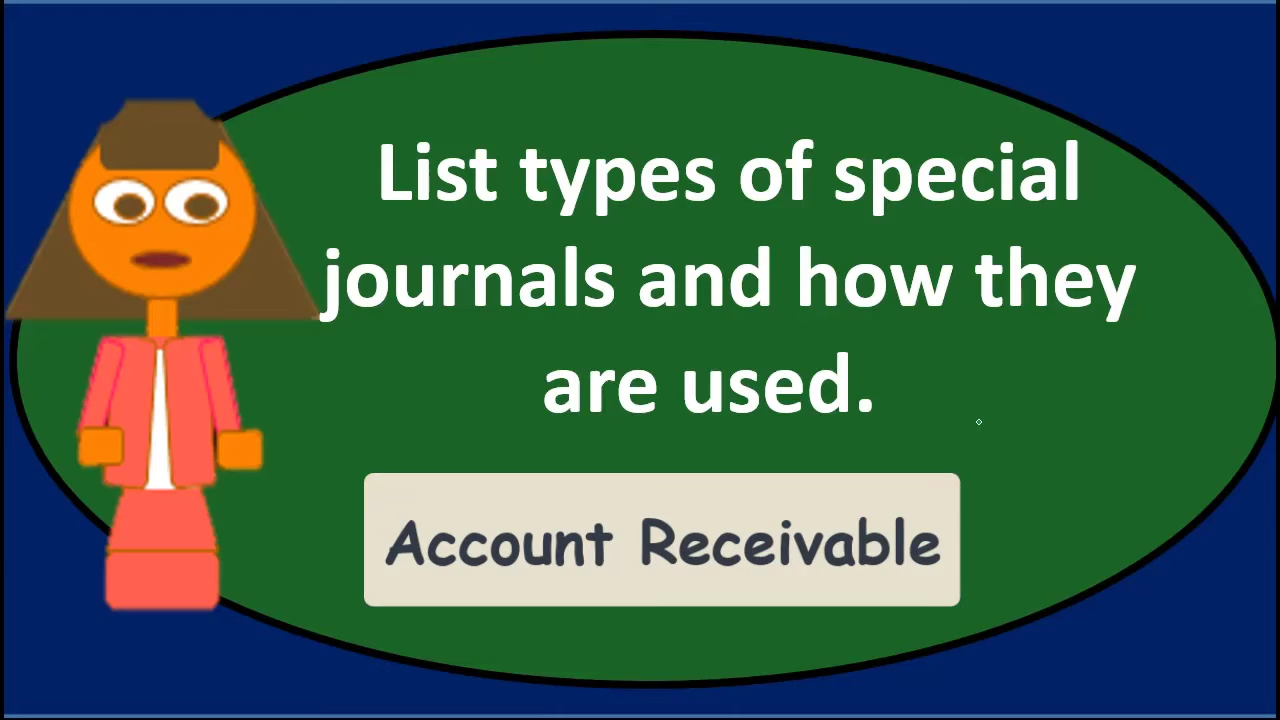 List types of special
journals and how they
are used.
Account Receivable